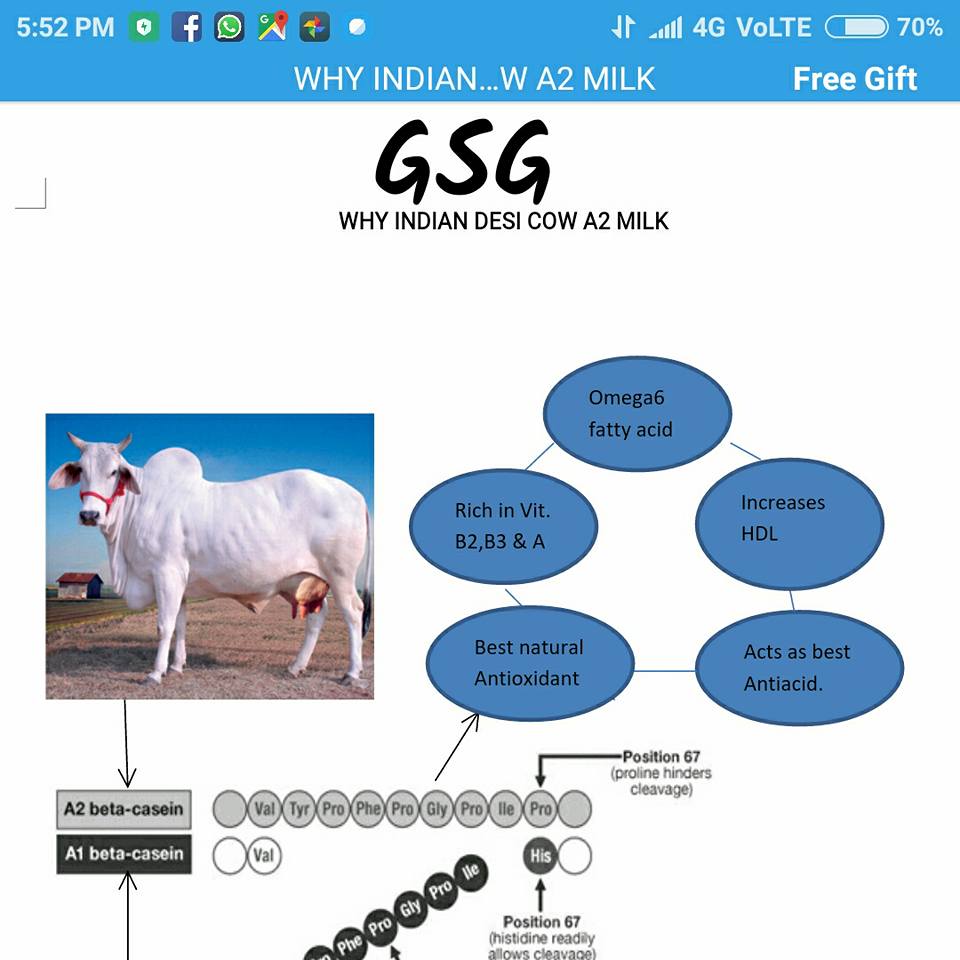 5:52 PM 4G VoLTE 70%
WHY INDIAN...W A2 MILK Free Gift
GSG
WHY INDIAN DESI COW A2 MILK
Omega6
fatty acid
Rich in Vit.
B2,B3 & A
Increases
HDL
Best natural
Antioxidant
Acts as best
Antiacid.
Position 67
(proline hinders
cleavage)
A2 beta-casein Val Tyr Pro Phe Pro Gly Pro Ile Pro
A1 beta-casein Val His
Phe Pro Gly Pro Ile
Position 67
(histidine readily
allows cleavage)